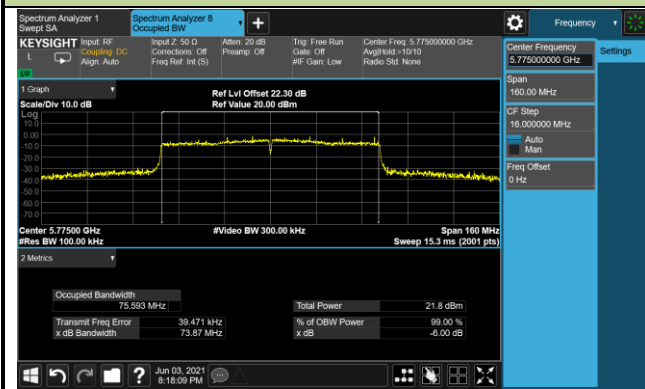 Spectrum Analyzer 1
Swept SA
Spectrum Analyzer 8
Occupied BW
+
Frequency
KEYSIGHT
L
Input: RF
Coupling: DC
Align: Auto
Input Z: 50 Ω
Corrections: Off
Freq Ref: Int (S)
Atten: 20 dB
Preamp: Off
Trig: Free Run
Gate: Off
#IF Gain: Low
Center Freq: 5.775000000 GHz
Avg|Hold:>10/10
Radio Std: None
Center Frequency
5.775000000 GHz
Settings
Span
160.00 MHz
CF Step
16.000000 MHz
Auto
Man
Freq Offset
0 Hz
1 Graph
Scale/Div 10.0 dB
Ref Lvl Offset 22.30 dB
Ref Value 20.00 dBm
Log
10.0
0.00
-10.0
-20.0
-30.0
-40.0
-50.0
-60.0
-70.0
Center 5.77500 GHz
#Res BW 100.00 kHz
#Video BW 300.00 kHz
Span 160 MHz
Sweep 15.3 ms (2001 pts)
2 Metrics
Occupied Bandwidth
75.593 MHz
Total Power 21.8 dBm
Transmit Freq Error 39.471 kHz
% of OBW Power 99.00 %
x dB Bandwidth 73.87 MHz
x dB -6.00 dB
?
Jun 03, 2021
8:18:09 PM